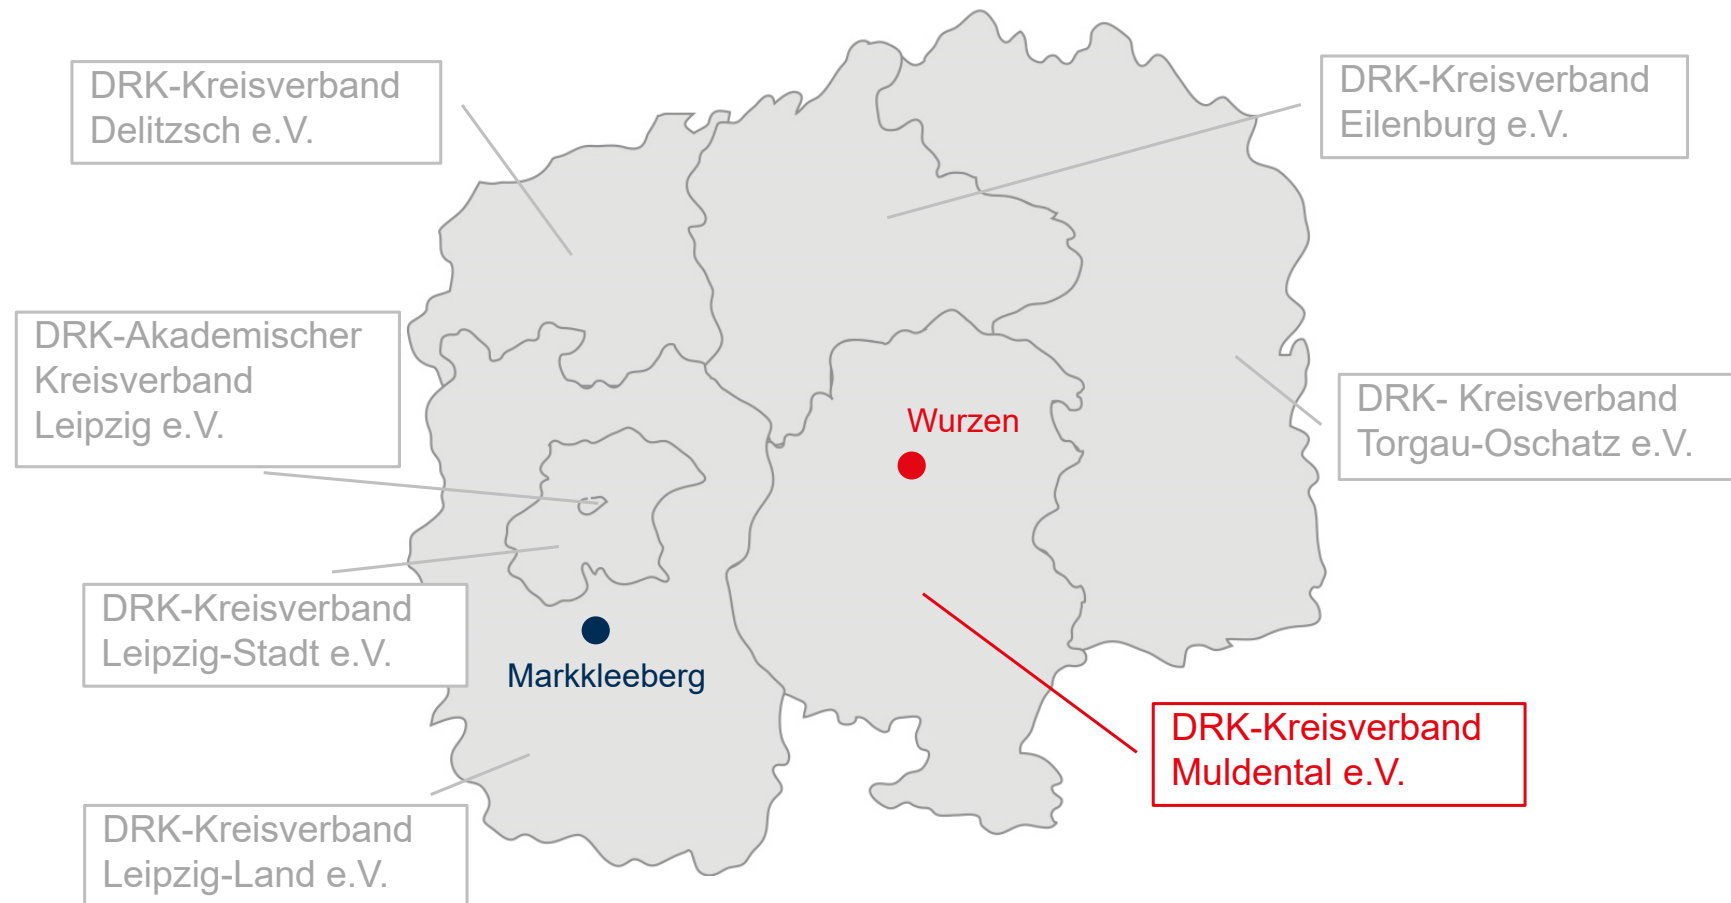 DRK-Kreisverband
Delitzsch e.V.
DRK-Kreisverband
Eilenburg e.V.
DRK-Akademischer
Kreisverband
Leipzig e.V.
DRK- Kreisverband
Torgau-Oschatz e.V.
Wurzen
DRK-Kreisverband
Leipzig-Stadt e.V.
Markkleeberg
DRK-Kreisverband
Muldental e.V.
DRK-Kreisverband
Leipzig-Land e.V.